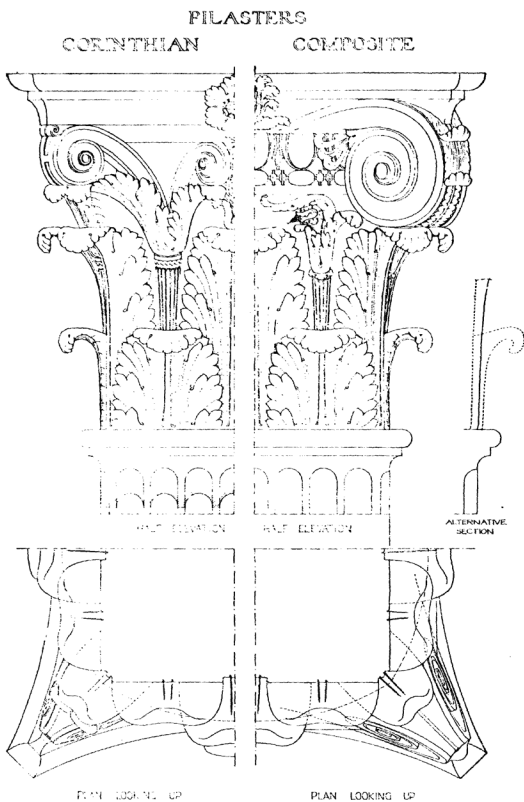 PILASTERS
CORINTHIAN COMPOSITE
HALF ELEVATION HALF ELEVATION
ALTERNATIVE
SECTION
PLAN LOOKING UP PLAN LOOKING UP